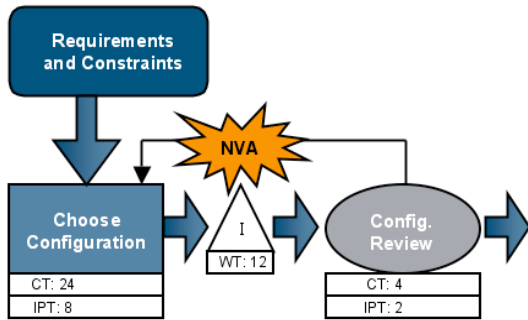 Requirements
and Constraints
NVA
Choose
Configuration
I
Config.
Review
WT: 12
CT: 24
IPT: 8
CT: 4
IPT: 2